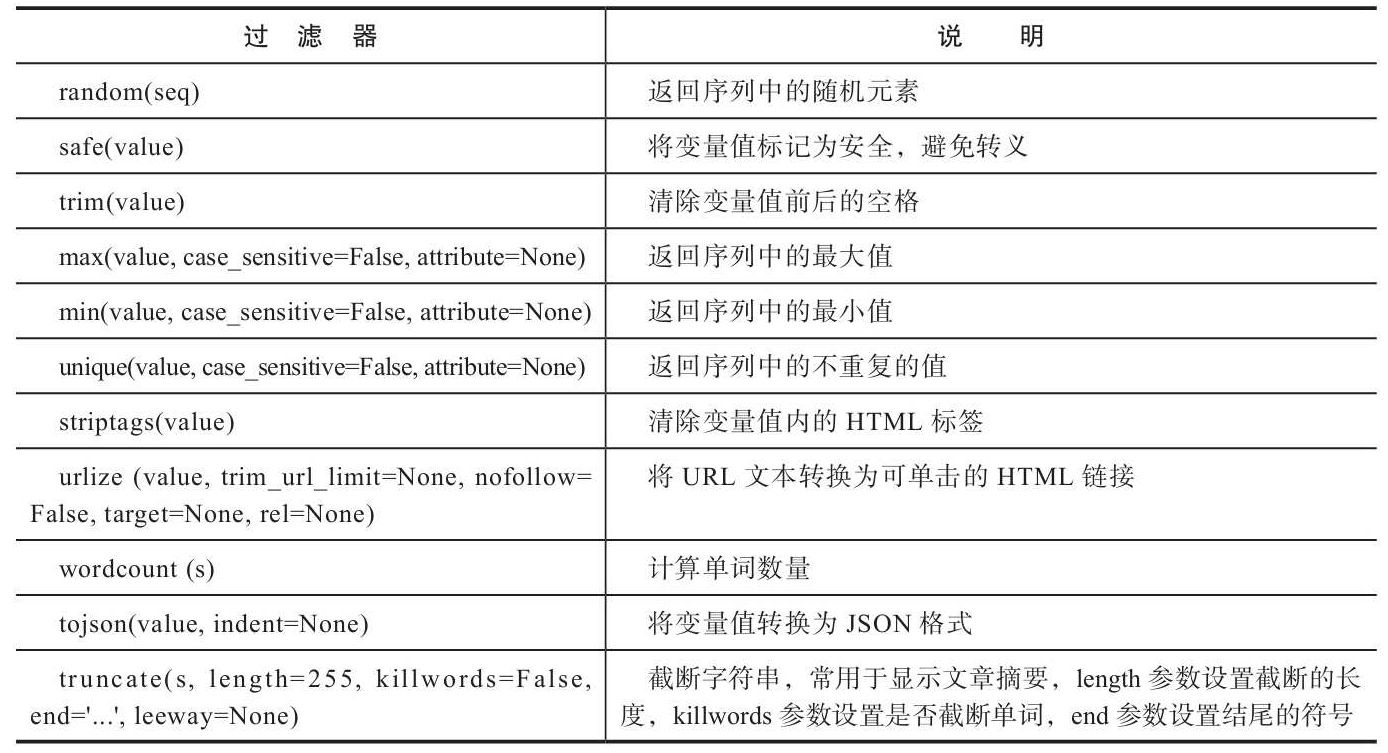 过 滤 器
说 明
random(seq)
返回序列中的随机元素
safe(value)
将变量值标记为安全，避免转义
trim(value)
清除变量值前后的空格
max(value, case_sensitive=False, attribute=None)
返回序列中的最大值
min(value, case_sensitive=False, attribute=None)
返回序列中的最小值
unique(value, case_sensitive=False, attribute=None)
返回序列中的不重复的值
striptags(value)
清除变量值内的 HTML 标签
urlize (value, trim_url_limit=None, nofollow=
False, target=None, rel=None)
将 URL 文本转换为可单击的 HTML 链接
wordcount (s)
计算单词数量
tojson(value, indent=None)
将变量值转换为 JSON 格式
truncate(s, length=255, killwords=False,
end='...', leeway=None)
截断字符串，常用于显示文章摘要，length 参数设置截断的长
度，killwords 参数设置是否截断单词，end 参数设置结尾的符号